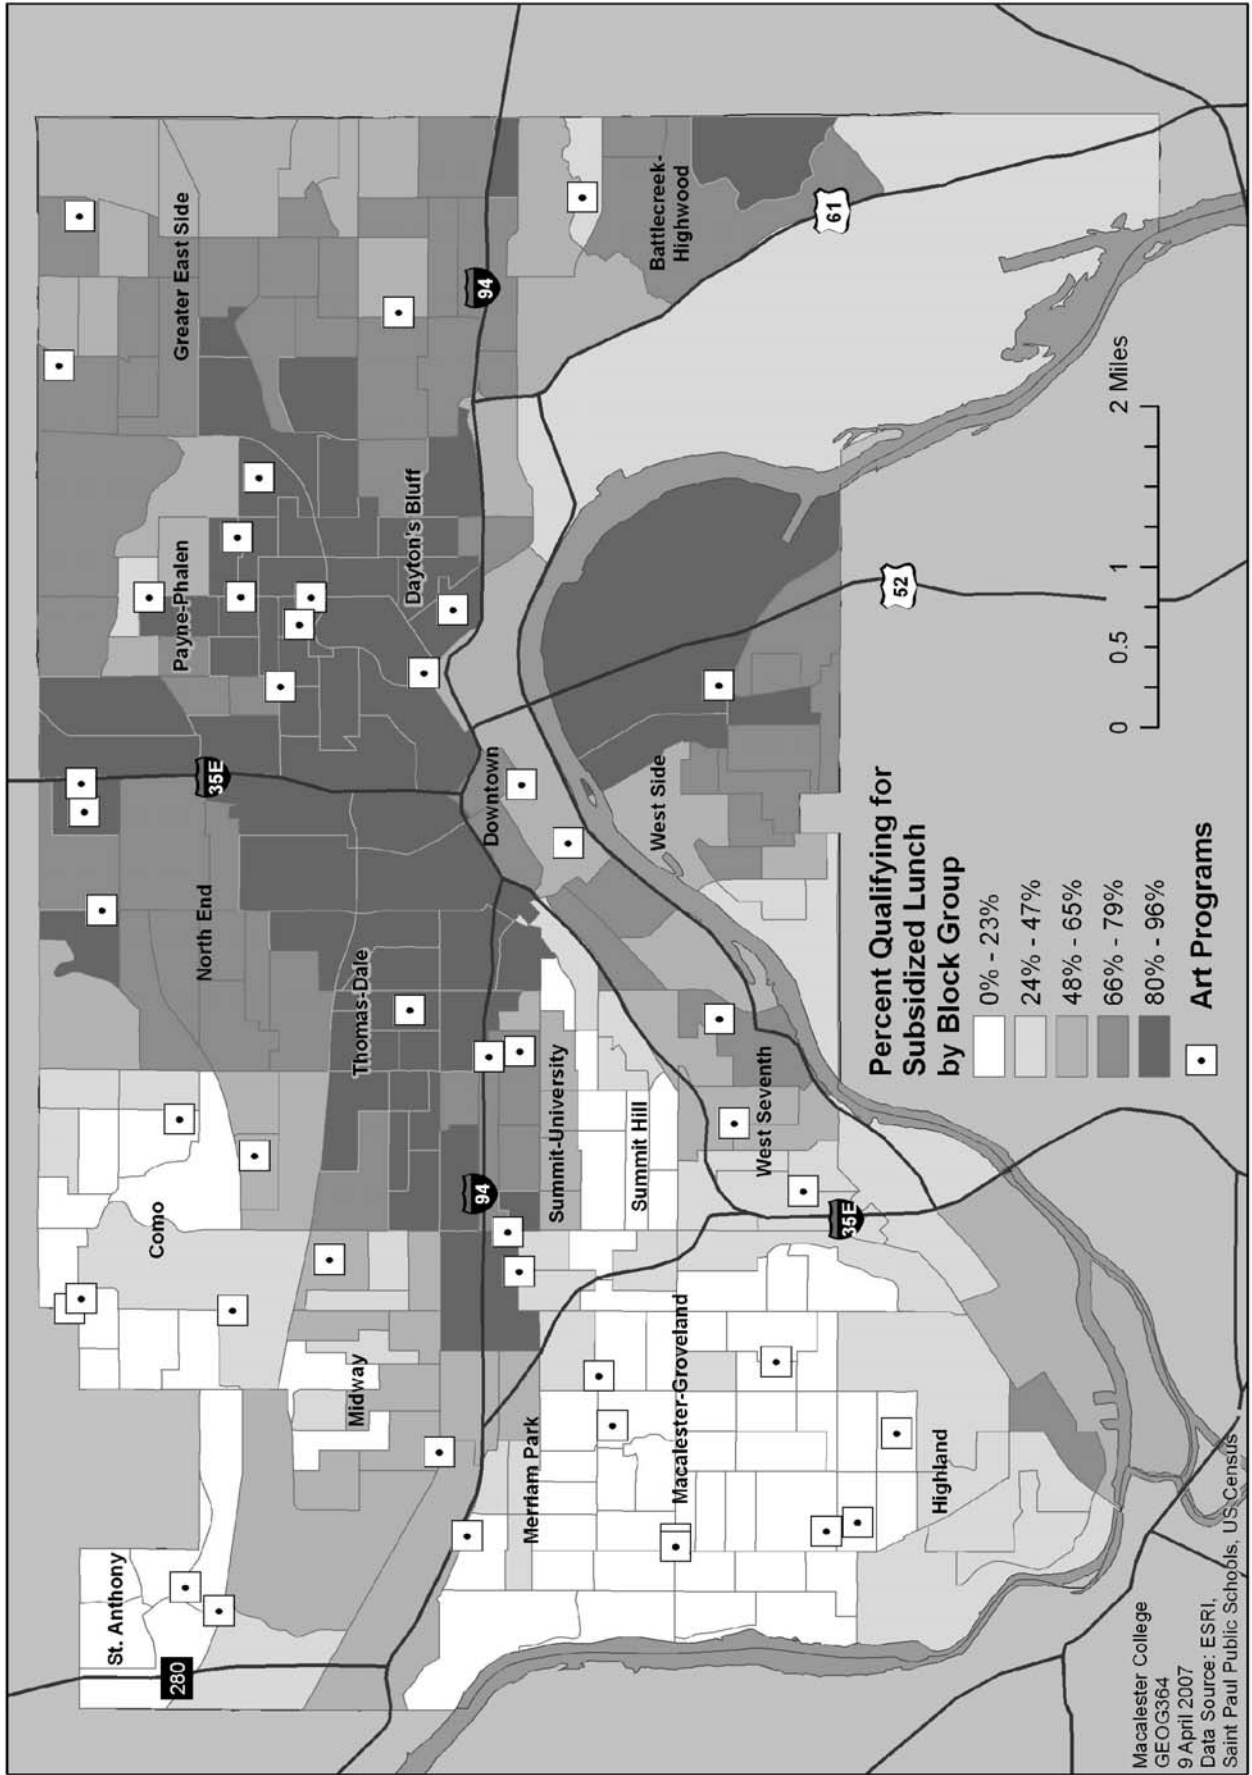 St. Anthony
280
Como
North End
35E
Payne-Phalen
Greater East Side
Midway
Thomas-Dale
Dayton's Bluff
94
94
Merriam Park
Summit-University
Downtown
Battlecreek-
Highwood
Macalester-Groveland
Summit Hill
West Side
61
Highland
West Seventh
35E
52
Percent Qualifying for
Subsidized Lunch
by Block Group
0% - 23%
24% - 47%
48% - 65%
66% - 79%
80% - 96%
Art Programs
0 0.5 1 2 Miles
Macalester College
GEOG364
9 April 2007
Data Source: ESRI,
Saint Paul Public Schools, US Census